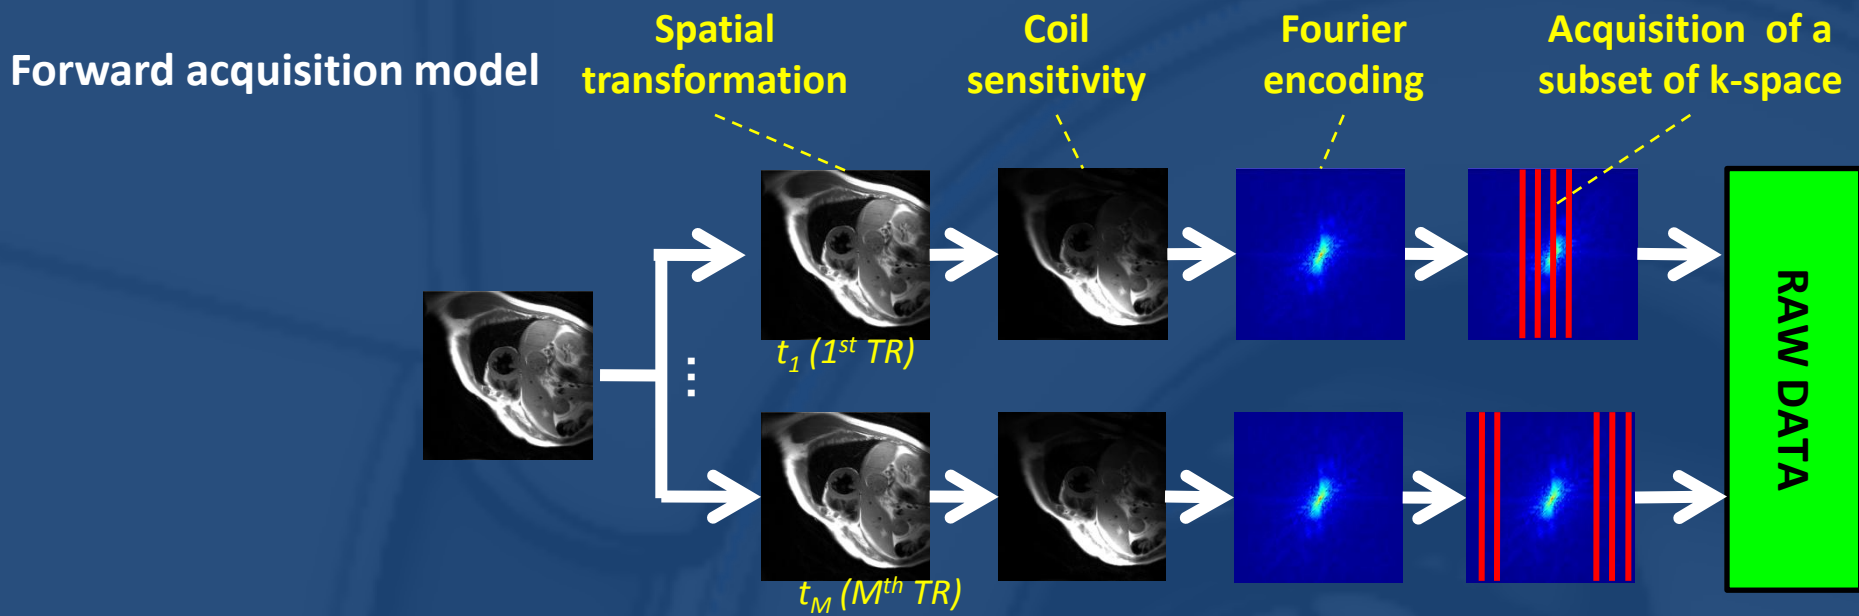 Forward acquisition model
Spatial
transformation
Coil
sensitivity
Fourier
encoding
Acquisition of a
subset of k-space
t₁ (1ˢᵗ TR)
⋮
t_M (Mᵗʰ TR)
RAW DATA